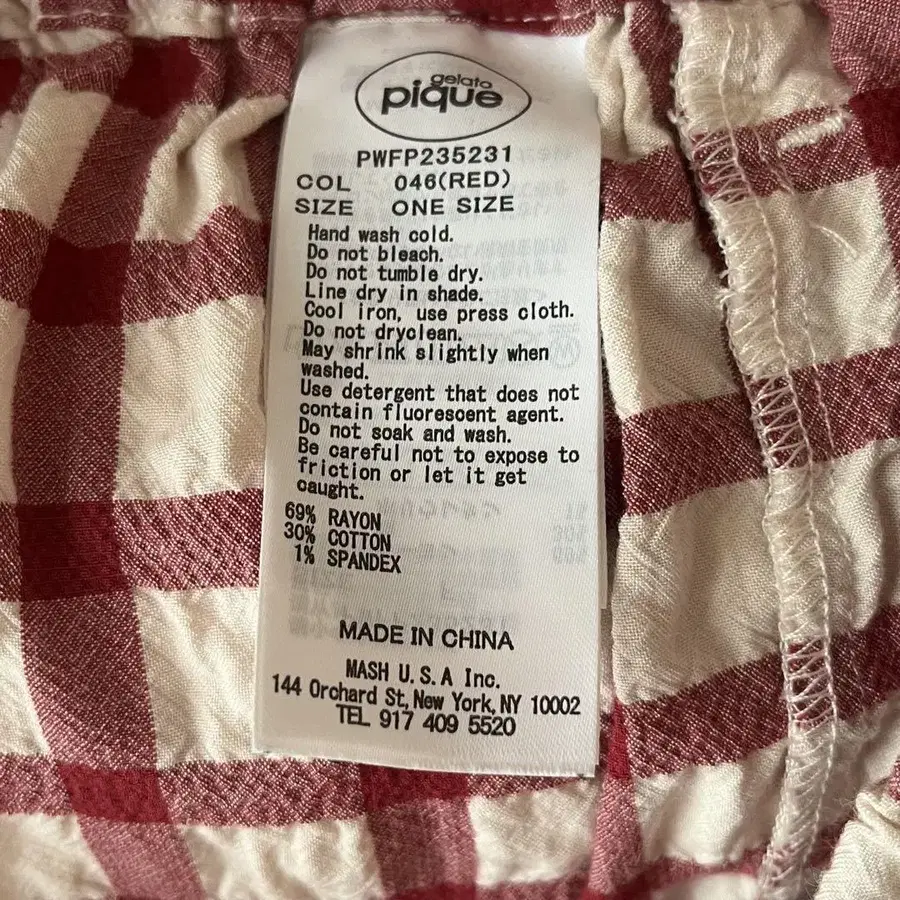 gelato
pique
PWFP235231
COL 046(RED)
SIZE ONE SIZE
Hand wash cold.
Do not bleach.
Do not tumble dry.
Line dry in shade.
Cool iron, use press cloth.
Do not dryclean.
May shrink slightly when
washed.
Use detergent that does not
contain fluorescent agent.
Do not soak and wash.
Be careful not to expose to
friction or let it get
caught.
69% RAYON
30% COTTON
1% SPANDEX
MADE IN CHINA
MASH U.S.A Inc.
144 Orchard St, New York, NY 10002
TEL 917 409 5520